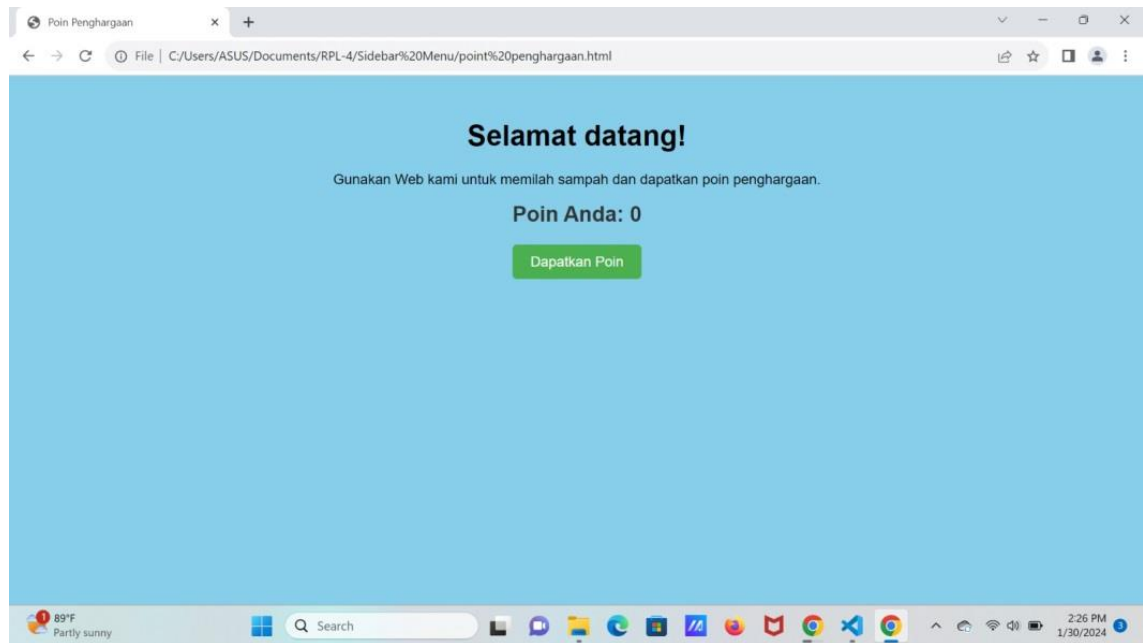 Poin Penghargaan
File | C:/Users/ASUS/Documents/RPL-4/Sidebar%20Menu/point%20penghargaan.html
Selamat datang!
Gunakan Web kami untuk memilah sampah dan dapatkan poin penghargaan.
Poin Anda: 0
Dapatkan Poin
1
89°F
Partly sunny
Search
2:26 PM
1/30/2024
3